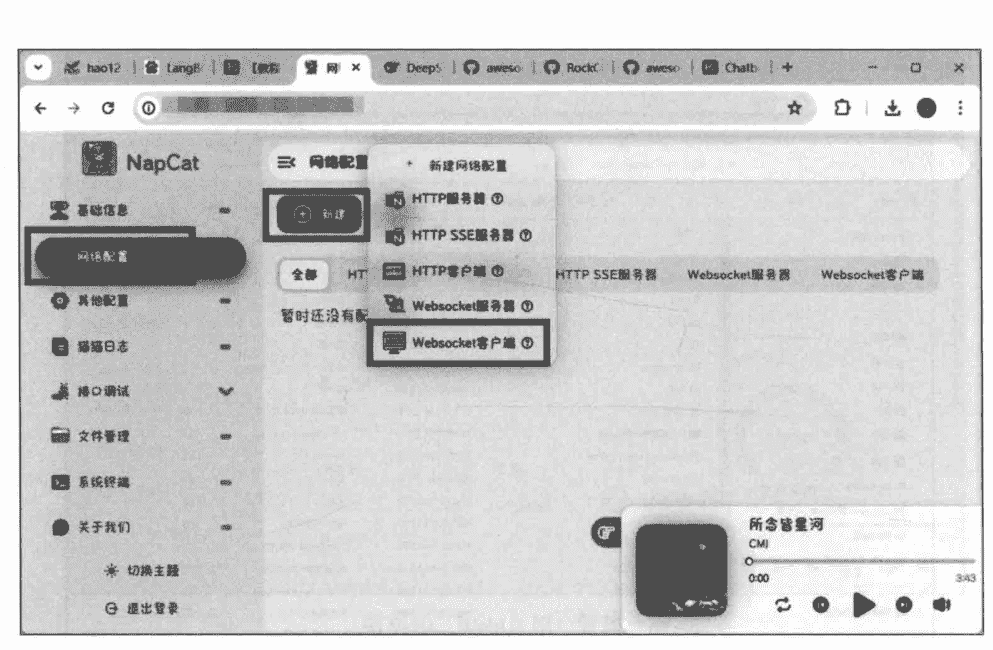 hao12 LangB 【教程 网 DeepS aweso RockC aweso Chatb
NapCat
网络配置
新建网络配置
基础信息
新建
HTTP服务器
网络配置
HTTP SSE服务器
全部 HT HTTP客户端 HTTP SSE服务器 Websocket服务器 Websocket客户端
其他配置
Websocket服务器
暂时还没有配
Websocket客户端
猫猫日志
接口调试
文件管理
系统终端
关于我们
切换主题
退出登录
所念皆星河
CMJ
0:00 3:43